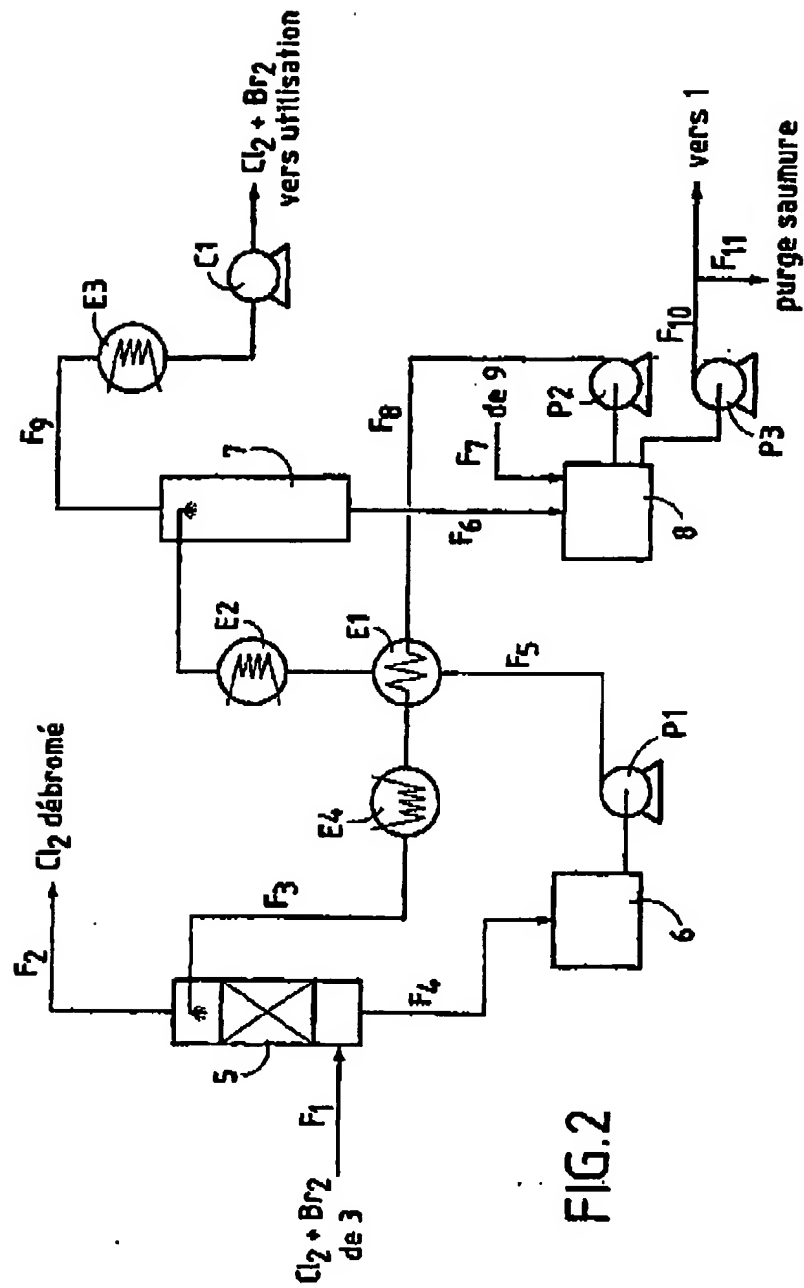 F2
Cl2 débromé
Cl2 + Br2
de 3
F1
5
F3
F4
6
P1
F5
E4
E1
E2
7
F9
E3
C1
Cl2 + Br2
vers utilisation
F8
F6
F7
de 9
8
P2
P3
F10
vers 1
F11
purge saumure
FIG.2